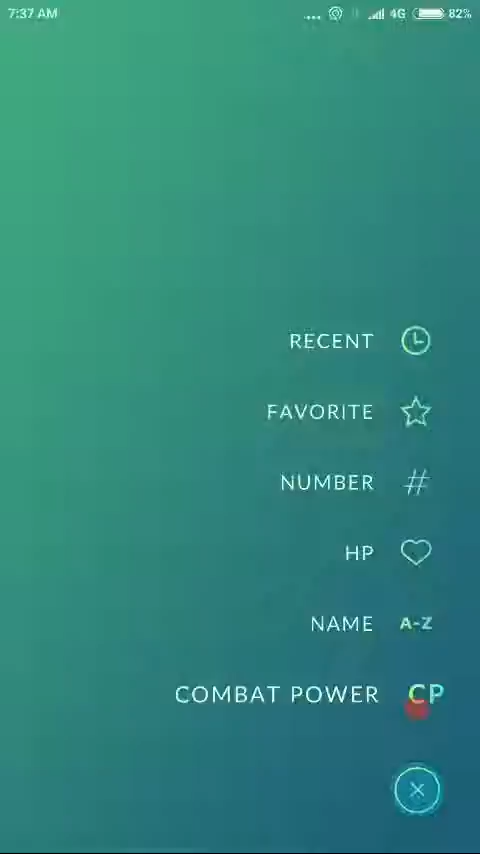 7:37 AM 4G 82%
RECENT
FAVORITE
NUMBER #
HP
NAME A-Z
COMBAT POWER CP